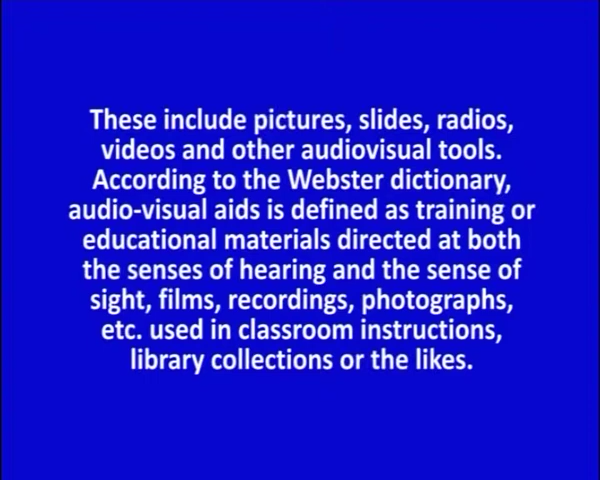 These include pictures, slides, radios,
videos and other audiovisual tools.
According to the Webster dictionary,
audio-visual aids is defined as training or
educational materials directed at both
the senses of hearing and the sense of
sight, films, recordings, photographs,
etc. used in classroom instructions,
library collections or the likes.